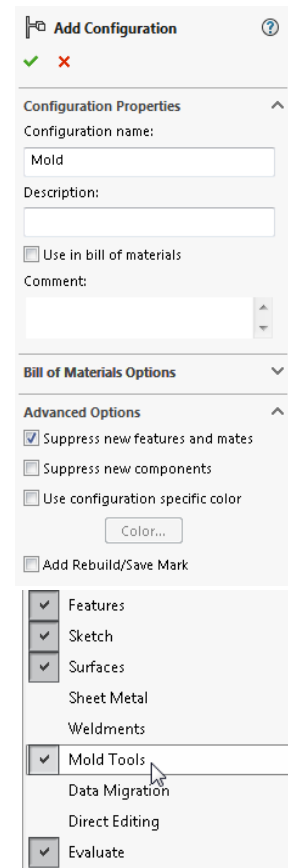 Add Configuration
Configuration Properties
Configuration name:
Mold
Description:
Use in bill of materials
Comment:
Bill of Materials Options
Advanced Options
Suppress new features and mates
Suppress new components
Use configuration specific color
Color...
Add Rebuild/Save Mark
Features
Sketch
Surfaces
Sheet Metal
Weldments
Mold Tools
Data Migration
Direct Editing
Evaluate